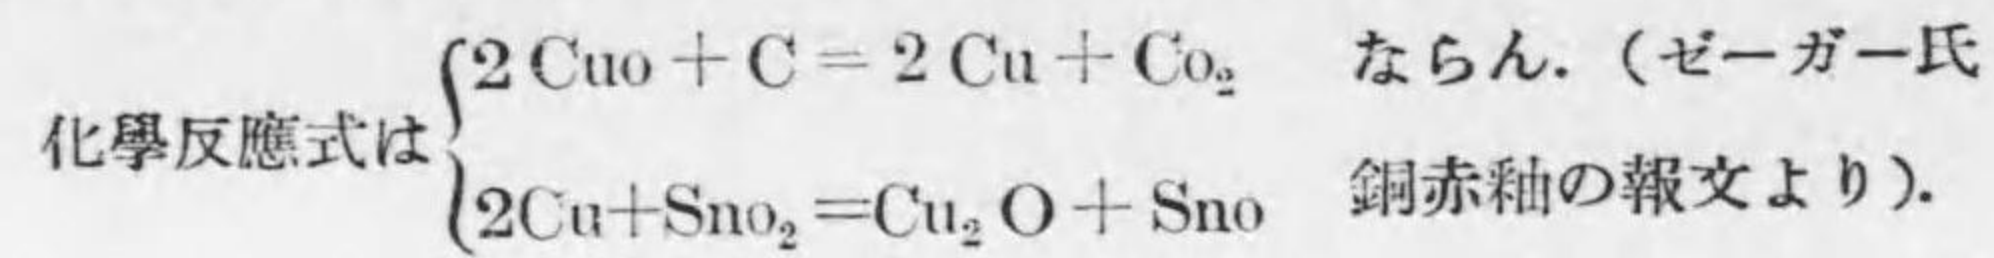 化學反應式は
2 Cuo + C = 2 Cu + Co₂ ならん．（ゼーガー氏
2Cu+Sno₂ =Cu₂ O + Sno 銅赤釉の報文より）．